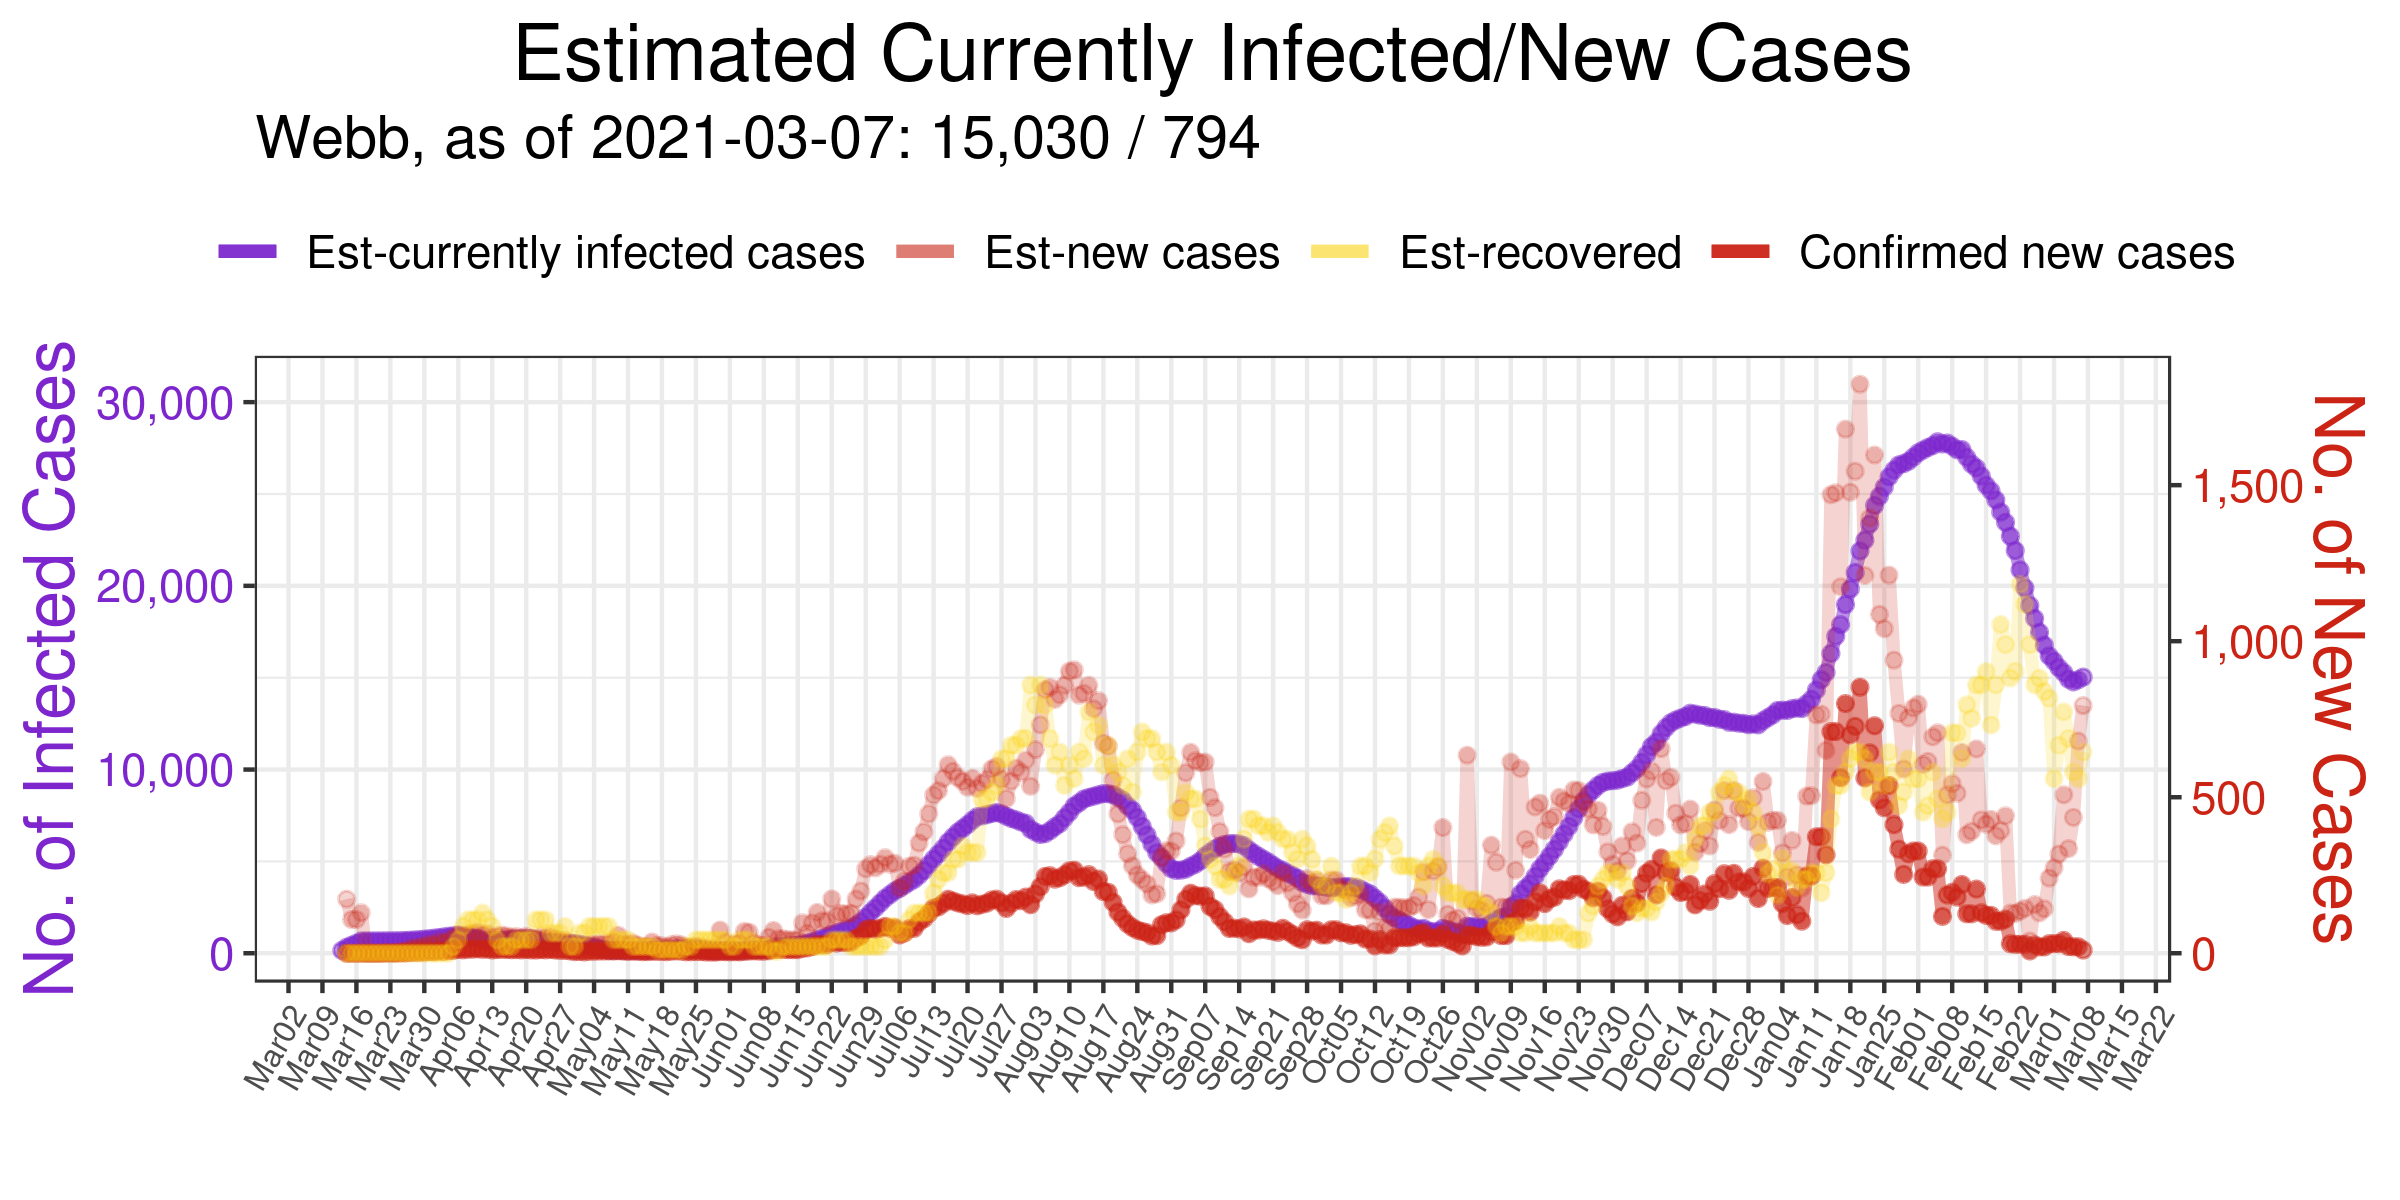 Estimated Currently Infected/New Cases
Webb, as of 2021-03-07: 15,030 / 794
Est-currently infected cases Est-new cases Est-recovered Confirmed new cases
No. of Infected Cases
30,000
20,000
10,000
0
1,500
1,000
500
0
No. of New Cases
Mar02 Mar09 Mar16 Mar23 Mar30 Apr06 Apr13 Apr20 Apr27 May04 May11 May18 May25 Jun01 Jun08 Jun15 Jun22 Jun29 Jul06 Jul13 Jul20 Jul27 Aug03 Aug10 Aug17 Aug24 Aug31 Sep07 Sep14 Sep21 Sep28 Oct05 Oct12 Oct19 Oct26 Nov02 Nov09 Nov16 Nov23 Nov30 Dec07 Dec14 Dec21 Dec28 Jan04 Jan11 Jan18 Jan25 Feb01 Feb08 Feb15 Feb22 Mar01 Mar08 Mar15 Mar22